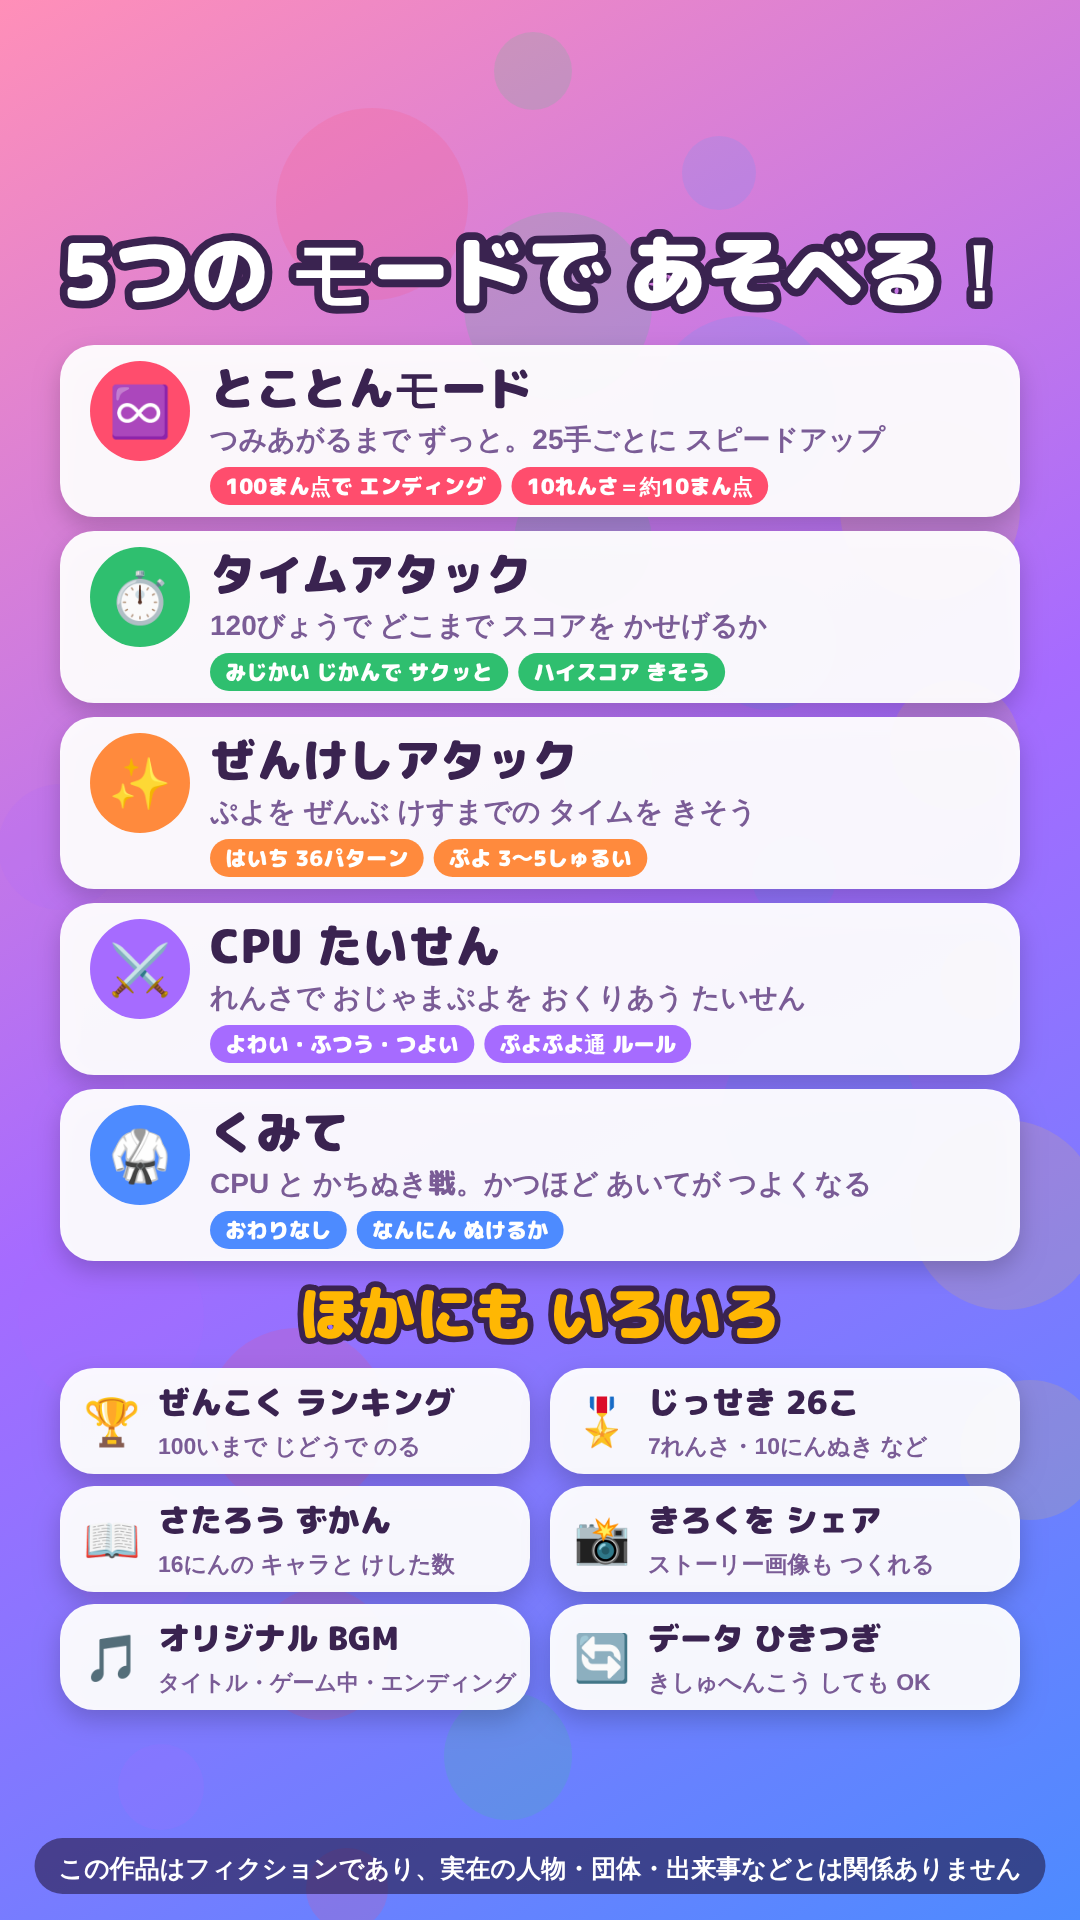 5つの モードで あそべる！
とことんモード
つみあがるまで ずっと。25手ごとに スピードアップ
100まん点で エンディング 10れんさ＝約10まん点
タイムアタック
120びょうで どこまで スコアを かせげるか
みじかい じかんで サクッと ハイスコア きそう
ぜんけしアタック
ぷよを ぜんぶ けすまでの タイムを きそう
はいち 36パターン ぷよ 3〜5しゅるい
CPU たいせん
れんさで おじゃまぷよを おくりあう たいせん
よわい・ふつう・つよい ぷよぷよ通 ルール
くみて
CPU と かちぬき戦。かつほど あいてが つよくなる
おわりなし なんにん ぬけるか
ほかにも いろいろ
ぜんこく ランキング
100いまで じどうで のる
じっせき 26こ
7れんさ・10にんぬき など
さたろう ずかん
16にんの キャラと けした数
きろくを シェア
ストーリー画像も つくれる
オリジナル BGM
タイトル・ゲーム中・エンディング
データ ひきつぎ
きしゅへんこう しても OK
この作品はフィクションであり、実在の人物・団体・出来事などとは関係ありません